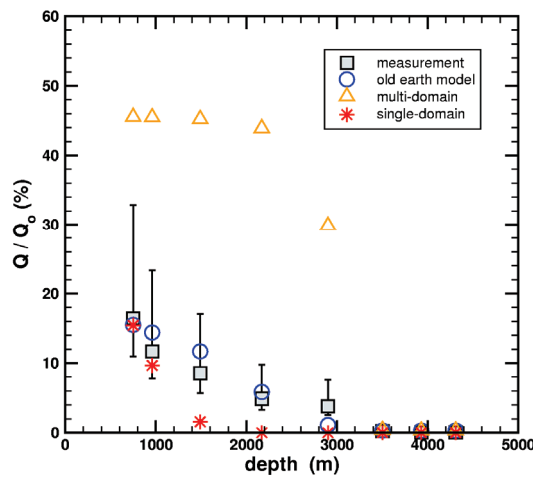 60
50
40
30
20
10
0
Q / Qₒ (%)
measurement
old earth model
multi-domain
single-domain
0 1000 2000 3000 4000 5000
depth (m)